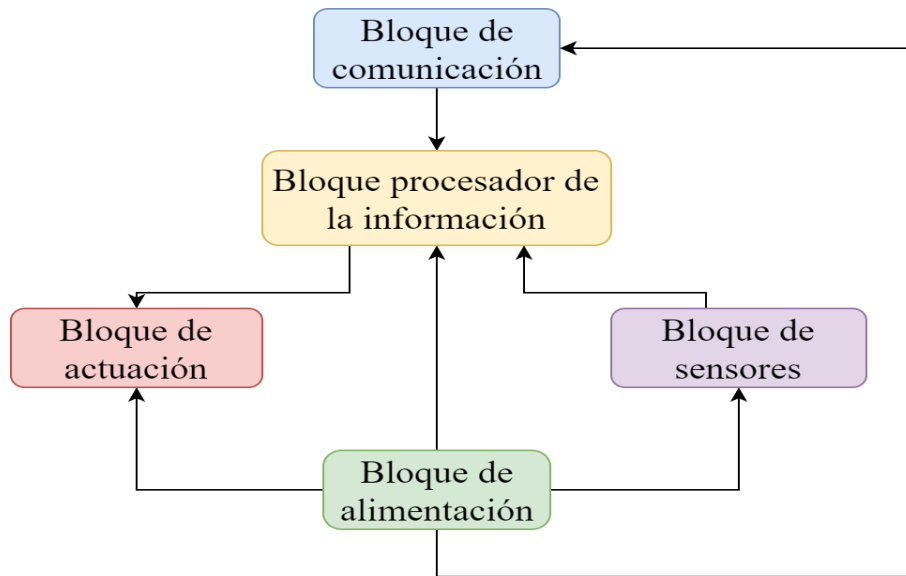 Bloque de
comunicación
Bloque procesador de
la información
Bloque de
actuación
Bloque de
sensores
Bloque de
alimentación